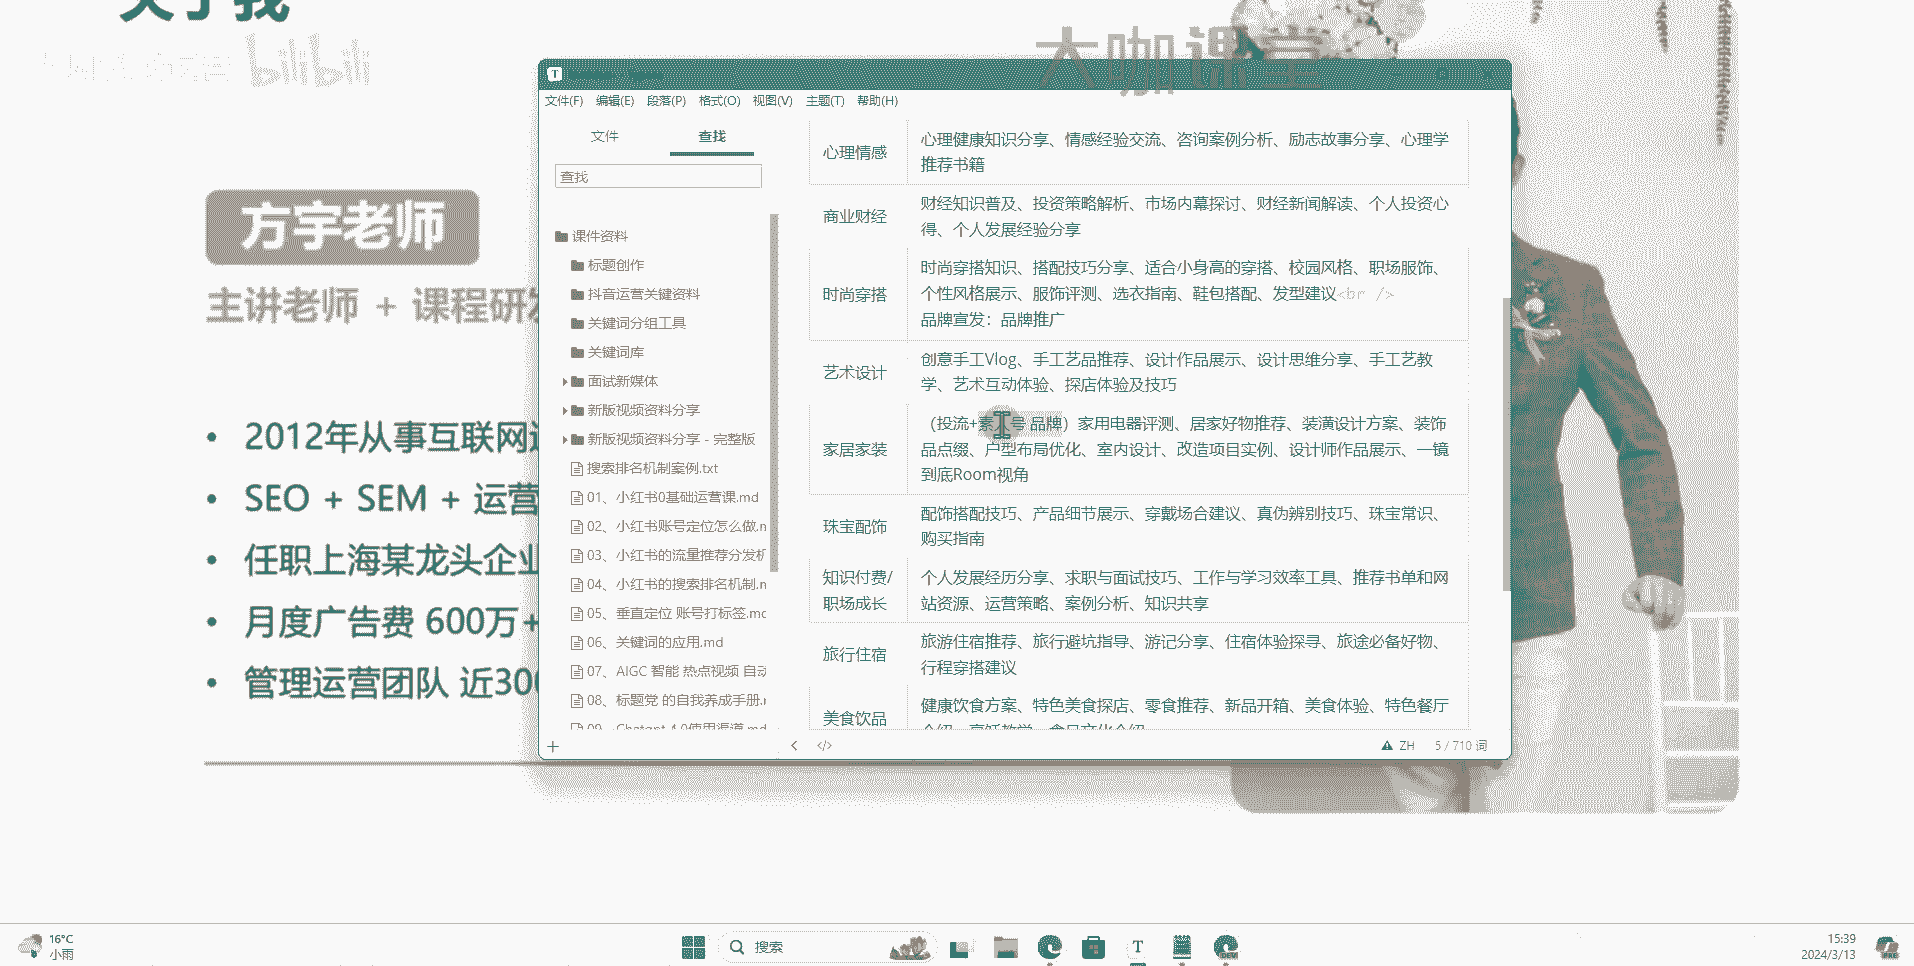 关于我
bilibili
大咖课堂
方宇老师
主讲老师 + 课程研发
2012年从事互联网
SEO + SEM + 运营
任职上海某龙头企业
月度广告费 600万+
管理运营团队 近300
T
文件(F) 编辑(E) 段落(P) 格式(O) 视图(V) 主题(T) 帮助(H)
文件 查找
查找
课件资料
标题创作
抖音运营关键资料
关键词分组工具
关键词库
面试新媒体
新版视频资料分享
新版视频资料分享 - 完整版
搜索排名机制案例.txt
01、小红书0基础运营课.md
02、小红书账号定位怎么做.m
03、小红书的流量推荐分发机
04、小红书的搜索排名机制.m
05、垂直定位 账号打标签.mc
06、关键词的应用.md
07、AIGC 智能 热点视频 自动
08、标题党 的自我养成手册.
09、Chatgpt 4.0使用渠道.md
心理情感
心理健康知识分享、情感经验交流、咨询案例分析、励志故事分享、心理学
推荐书籍
商业财经
财经知识普及、投资策略解析、市场内幕探讨、财经新闻解读、个人投资心
得、个人发展经验分享
时尚穿搭
时尚穿搭知识、搭配技巧分享、适合小身高的穿搭、校园风格、职场服饰、
个性风格展示、服饰评测、选衣指南、鞋包搭配、发型建议<br />
品牌宣发：品牌推广
艺术设计
创意手工Vlog、手工艺品推荐、设计作品展示、设计思维分享、手工艺教
学、艺术互动体验、探店体验及技巧
家居家装
（投流+素 号 品牌）家用电器评测、居家好物推荐、装潢设计方案、装饰
品点缀、户型布局优化、室内设计、改造项目实例、设计师作品展示、一镜
到底Room视角
珠宝配饰
配饰搭配技巧、产品细节展示、穿戴场合建议、真伪辨别技巧、珠宝常识、
购买指南
知识付费/
职场成长
个人发展经历分享、求职与面试技巧、工作与学习效率工具、推荐书单和网
站资源、运营策略、案例分析、知识共享
旅行住宿
旅游住宿推荐、旅行避坑指导、游记分享、住宿体验探寻、旅途必备好物、
行程穿搭建议
美食饮品
健康饮食方案、特色美食探店、零食推荐、新品开箱、美食体验、特色餐厅
介绍、烹饪教学、食品文化介绍
ZH 5 / 710 词
16°C
小雨
搜索
T
DEV
15:39
2024/3/13
PRE